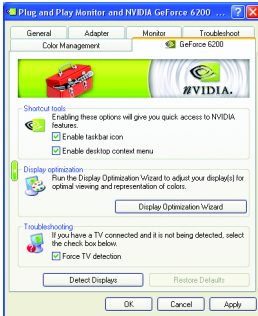 Plug and Play Monitor and NVIDIA GeForce 6200 ...
General Adapter Monitor Troubleshoot
Color Management GeForce 6200
nVIDIA.
Shortcut tools
Enabling these options will give you quick access to NVIDIA
features.
Enable taskbar icon
Enable desktop context menu
Display optimization
Run the Display Optimization Wizard to adjust your display(s) for
optimal viewing and representation of colors.
Display Optimization Wizard
Troubleshooting
If you have a TV connected and it is not being detected, select
the check box below.
Force TV detection
Detect Displays Restore Defaults
OK Cancel Apply